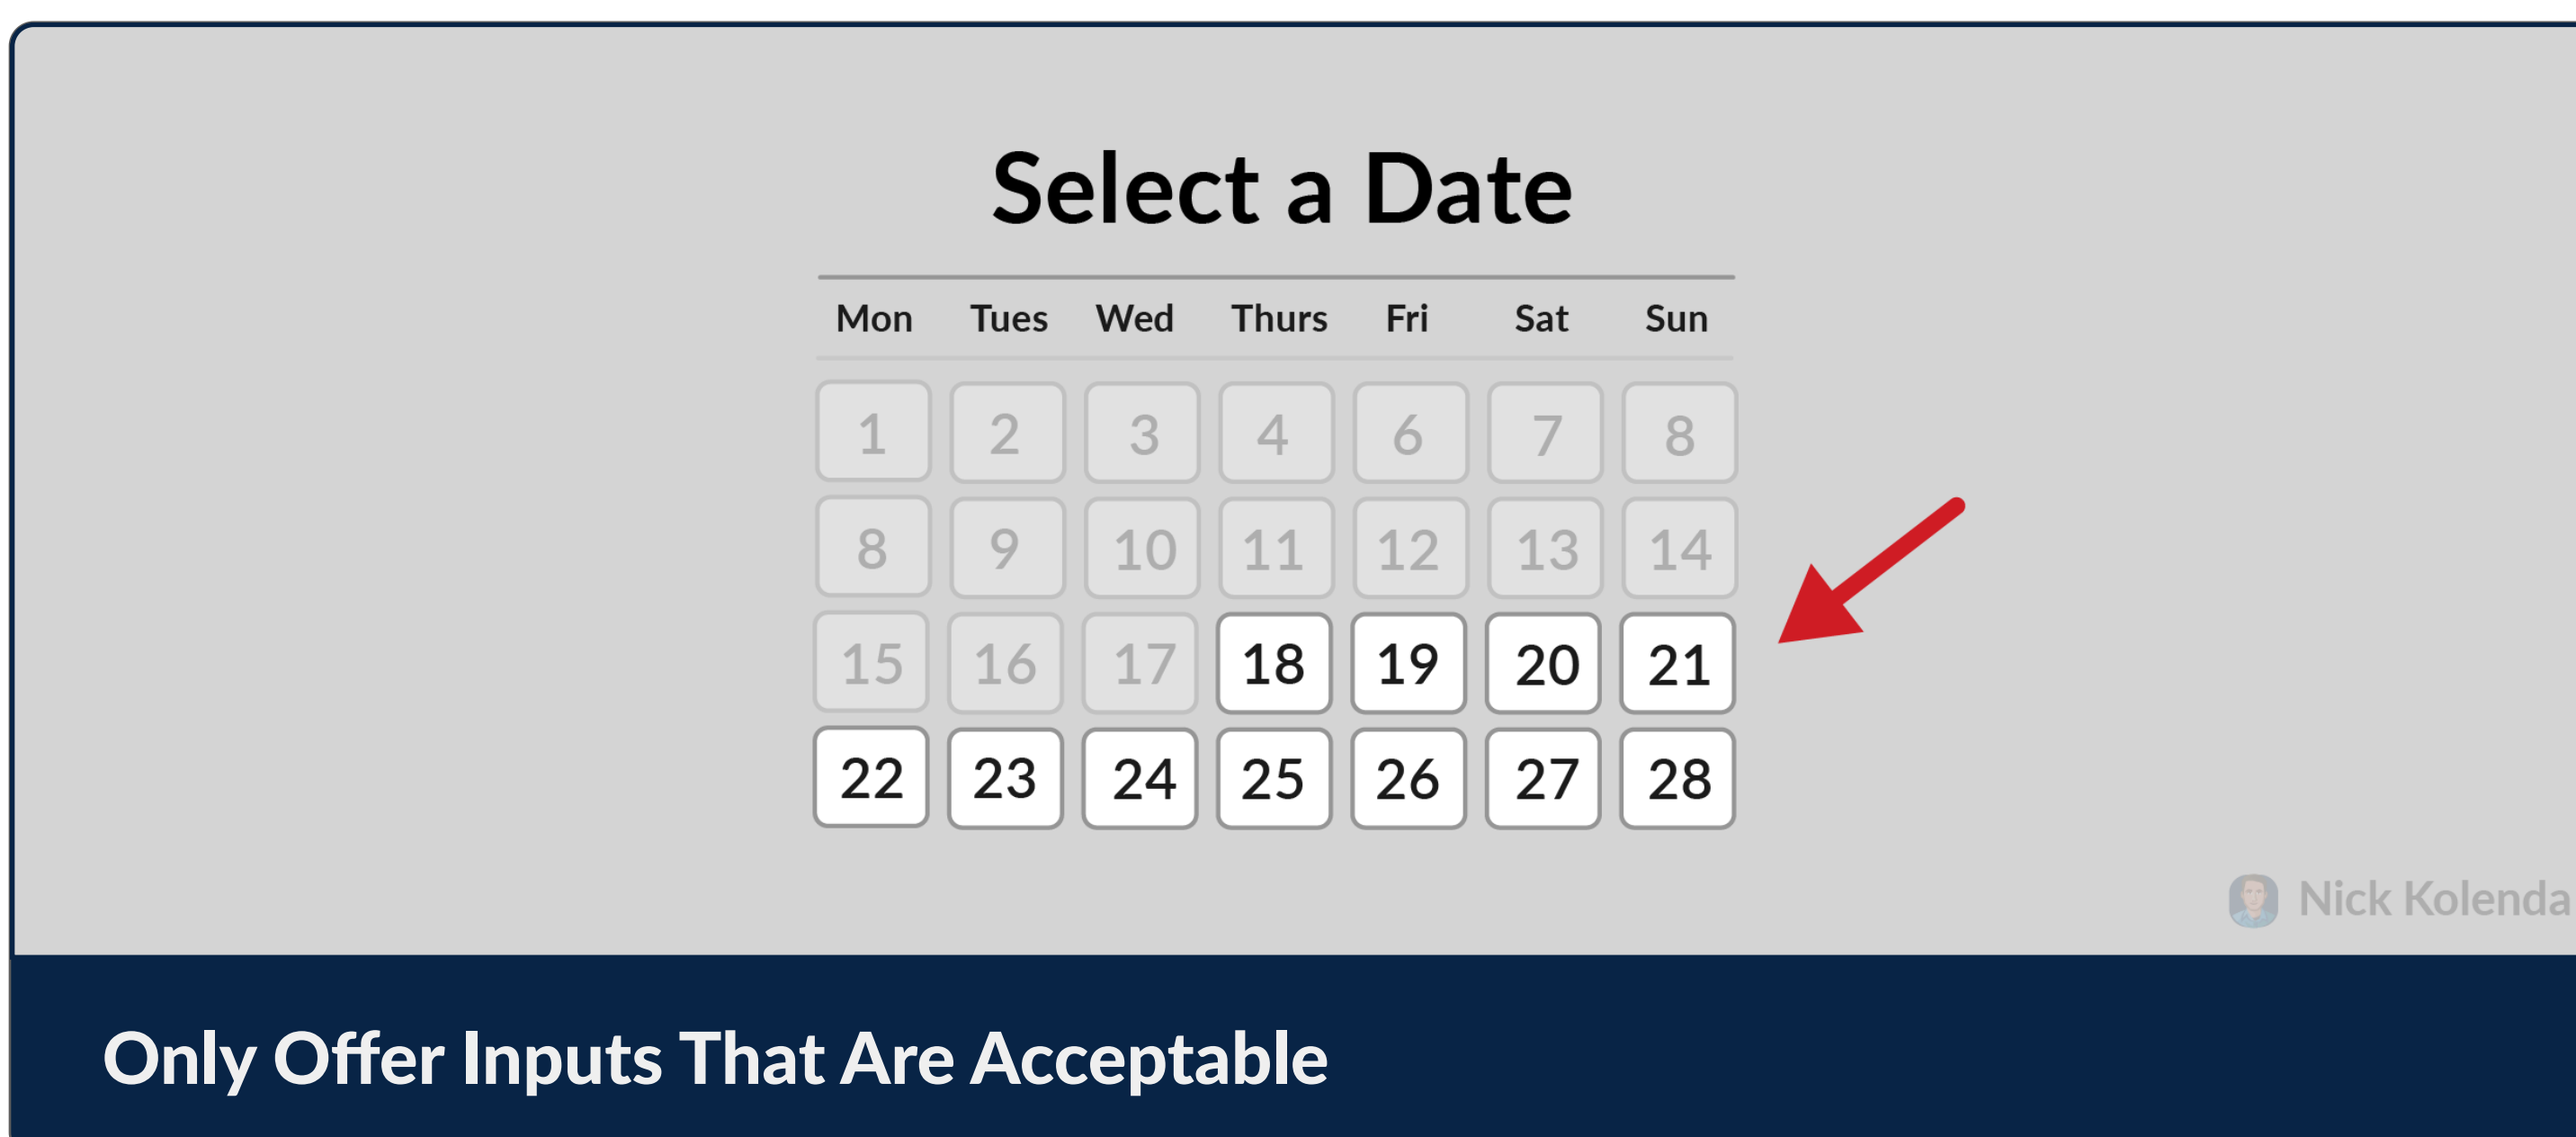 Select a Date
Mon Tues Wed Thurs Fri Sat Sun
1 2 3 4 6 7 8
8 9 10 11 12 13 14
15 16 17 18 19 20 21
22 23 24 25 26 27 28
Nick Kolenda
Only Offer Inputs That Are Acceptable